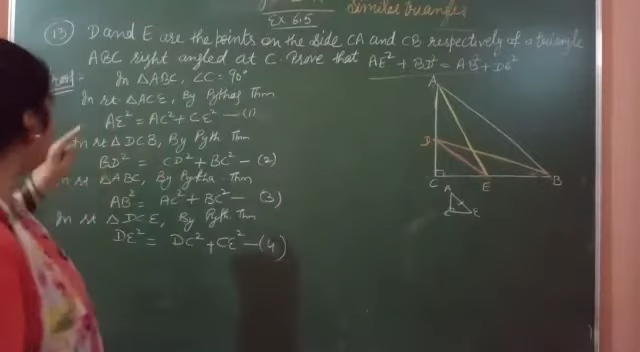 Similar Triangles
Ex 6.5
(13) D and E are the points on the side CA and CB respectively of a triangle
ABC right angled at C. Prove that AE² + BD² = AB² + DE²
In ΔABC, ∠C = 90°
In rt. ΔACE, By Pythag Thm
AE² = AC² + CE² — (1)
In rt Δ DCB, By Pyth. Thm
BD² = CD² + BC² — (2)
In rt ΔABC, By Pytha. Thm
AB² = AC² + BC² — (3)
In rt Δ DCE, By Pyth. Thm
DE² = DC² + CE² — (4)
A
D
C
E
B
A
C
E